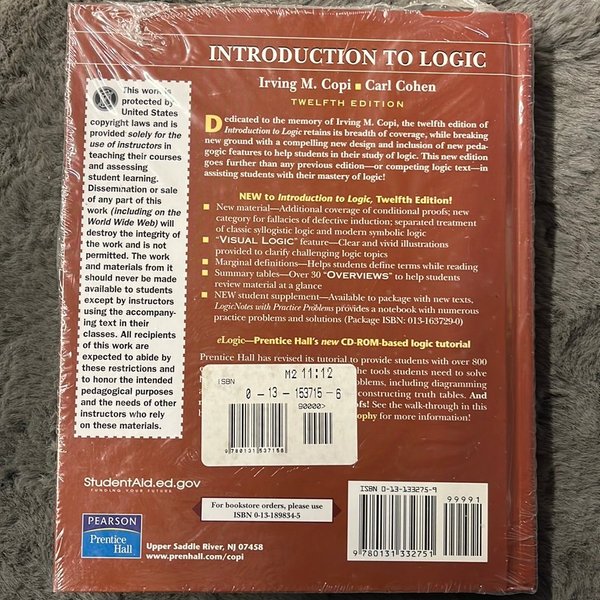 INTRODUCTION TO LOGIC
Irving M. Copi ■ Carl Cohen
TWELFTH EDITION
This work is
protected by
United States
copyright laws and is
provided solely for the
use of instructors in
teaching their courses
and assessing
student learning.
Dissemination or sale
of any part of this
work (including on the
World Wide Web) will
destroy the integrity of
the work and is not
permitted. The work
and materials from it
should never be made
available to students
except by instructors
using the accompany-
ing text in their
classes. All recipients
of this work are
expected to abide by
these restrictions and
to honor the intended
pedagogical purposes
and the needs of other
instructors who rely
on these materials.
Dedicated to the memory of Irving M. Copi, the twelfth edition of
Introduction to Logic retains its breadth of coverage, while breaking
new ground with a compelling new design and inclusion of new peda-
gogic features to help students in their study of logic. This new edition
goes further than any previous edition—or competing logic text—in
assisting students with their mastery of logic!
NEW to Introduction to Logic, Twelfth Edition!
■ New material—Additional coverage of conditional proofs; new
category for fallacies of defective induction; separated treatment
of classic syllogistic logic and modern symbolic logic
■ "VISUAL LOGIC" feature—Clear and vivid illustrations
provided to clarify challenging logic topics
■ Marginal definitions—Helps students define terms while reading
■ Summary tables—Over 30 "OVERVIEWS" to help students
review material at a glance
■ NEW student supplement—Available to package with new texts,
LogicNotes with Practice Problems provides a notebook with numerous
practice problems and solutions (Package ISBN: 013-163729-0)
eLogic—Prentice Hall's new CD-ROM-based logic tutorial
Prentice Hall has revised its tutorial to provide students with over 800
the tools students need to solve
blems, including diagramming
constructing truth tables. And
ofs! See the walk-through in this
ophy for more information!
M2 11:12
ISBN
0-13-153715-6
90000>
9780131537156
StudentAid.ed.gov
FUNDING YOUR FUTURE.
For bookstore orders, please use
ISBN 0-13-189834-5
PEARSON
Prentice
Hall
Upper Saddle River, NJ 07458
www.prenhall.com/copi
ISBN 0-13-133275-9
99991
9 780131 332751